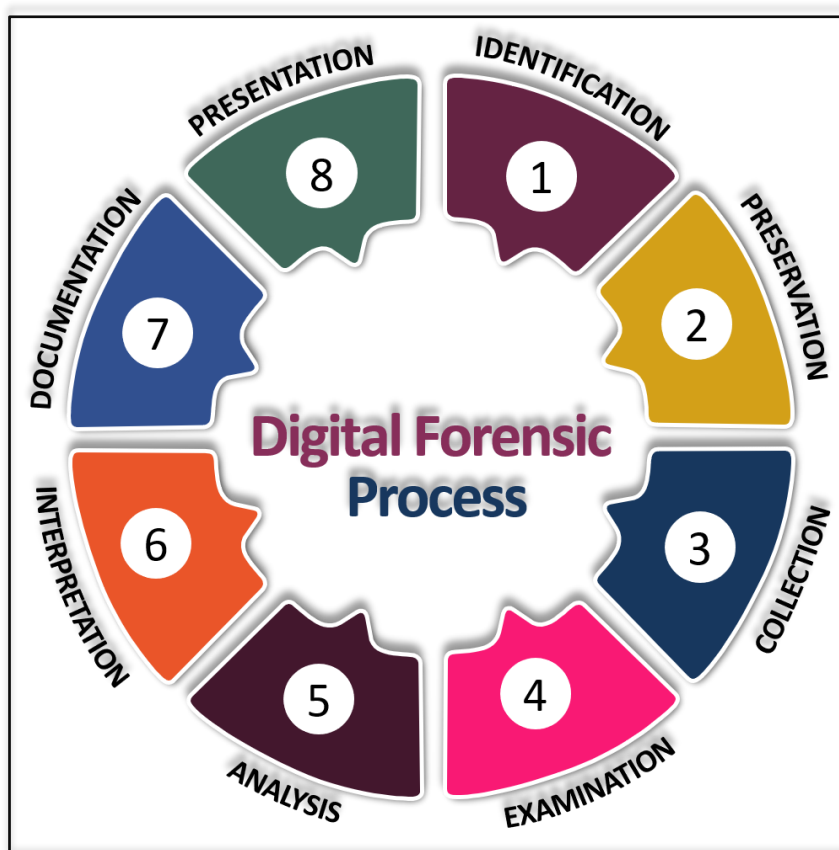 Digital Forensic
Process
IDENTIFICATION
1
PRESERVATION
2
COLLECTION
3
EXAMINATION
4
ANALYSIS
5
INTERPRETATION
6
DOCUMENTATION
7
PRESENTATION
8